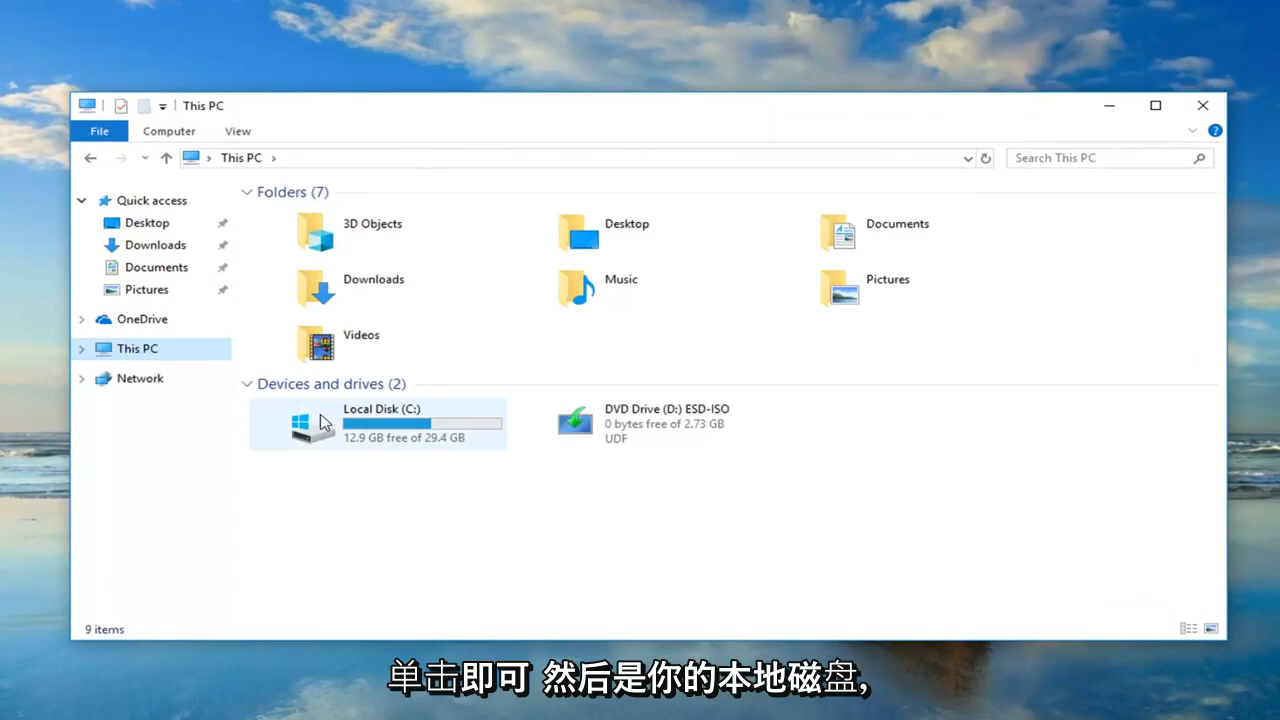 This PC
File Computer View
This PC
Search This PC
Quick access
Desktop
Downloads
Documents
Pictures
OneDrive
This PC
Network
Folders (7)
3D Objects
Desktop
Documents
Downloads
Music
Pictures
Videos
Devices and drives (2)
Local Disk (C:)
12.9 GB free of 29.4 GB
DVD Drive (D:) ESD-ISO
0 bytes free of 2.73 GB
UDF
9 items
单击即可 然后是你的本地磁盘,